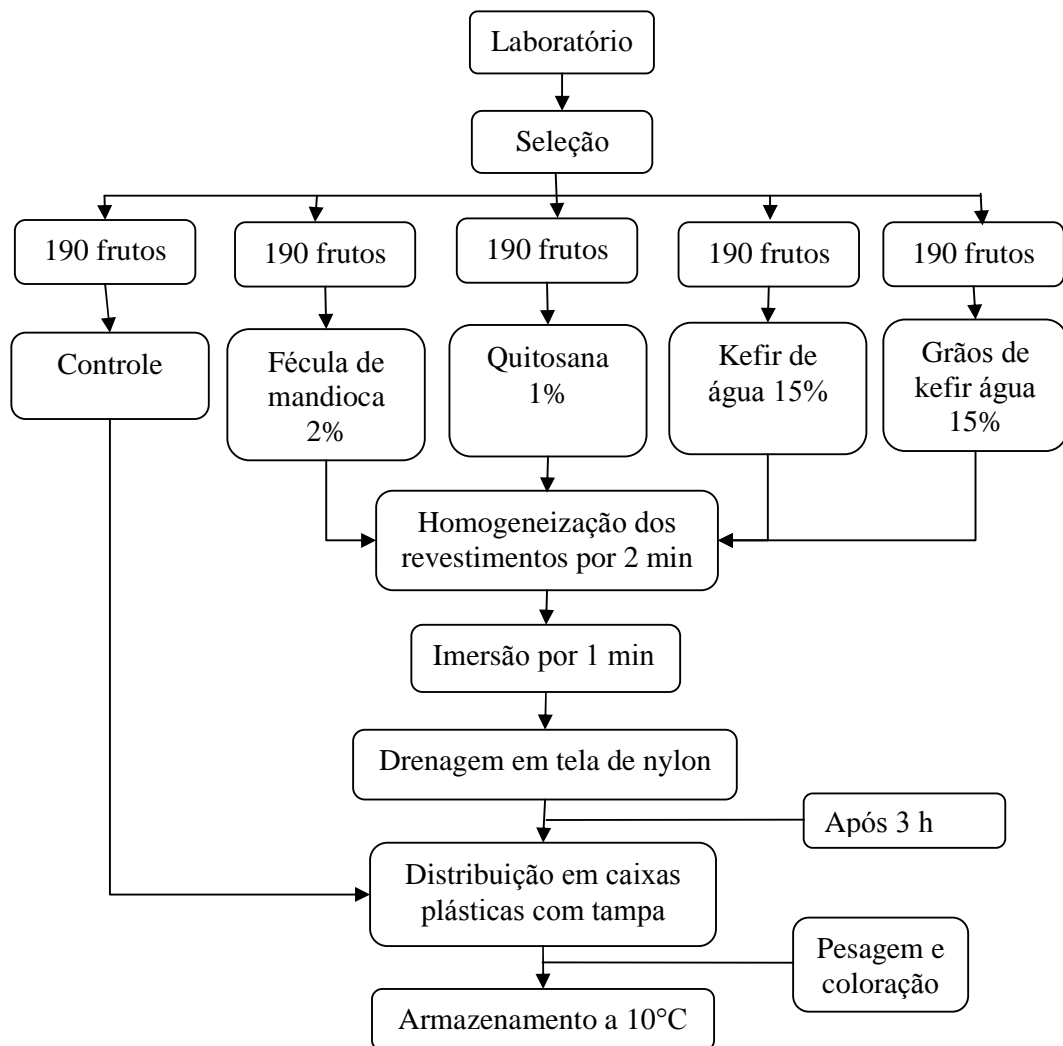 Laboratório
Seleção
190 frutos
190 frutos
190 frutos
190 frutos
190 frutos
Controle
Fécula de
mandioca
2%
Quitosana
1%
Kefir de
água 15%
Grãos de
kefir água
15%
Homogeneização dos
revestimentos por 2 min
Imersão por 1 min
Drenagem em tela de nylon
Após 3 h
Distribuição em caixas
plásticas com tampa
Pesagem e
coloração
Armazenamento a 10°C